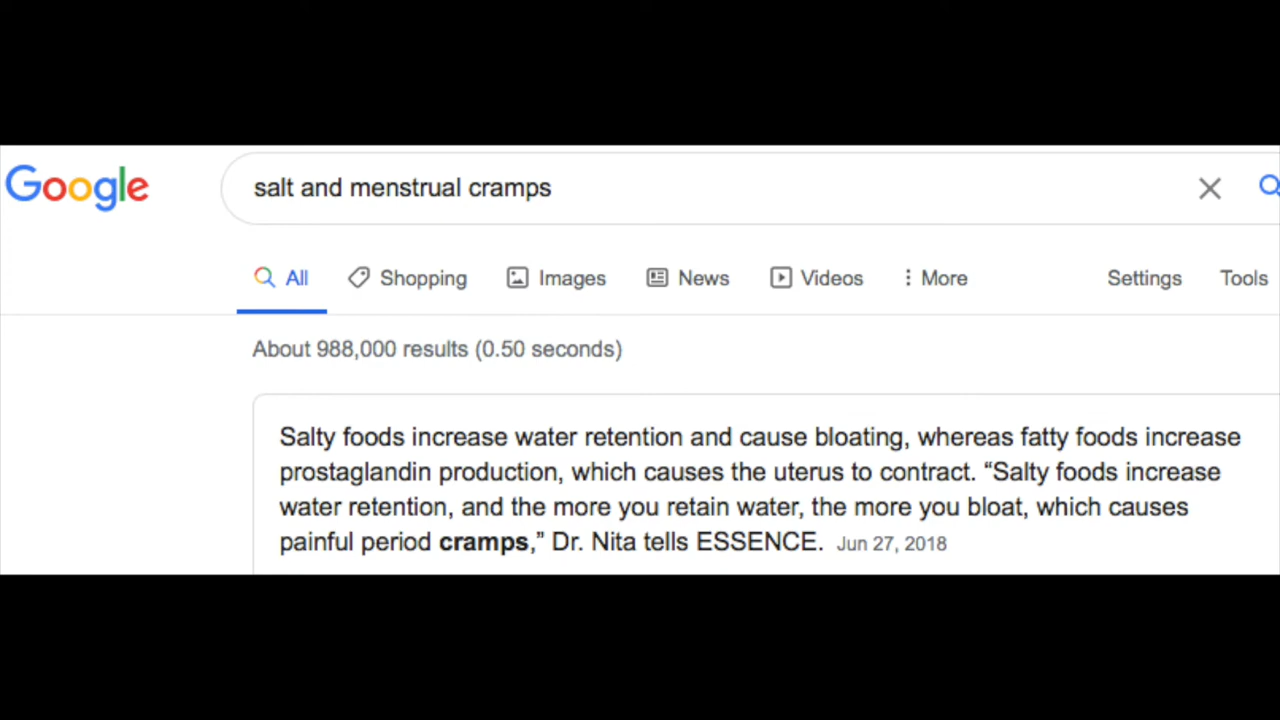 Google
salt and menstrual cramps
All Shopping Images News Videos More Settings Tools
About 988,000 results (0.50 seconds)
Salty foods increase water retention and cause bloating, whereas fatty foods increase
prostaglandin production, which causes the uterus to contract. “Salty foods increase
water retention, and the more you retain water, the more you bloat, which causes
painful period cramps,” Dr. Nita tells ESSENCE. Jun 27, 2018